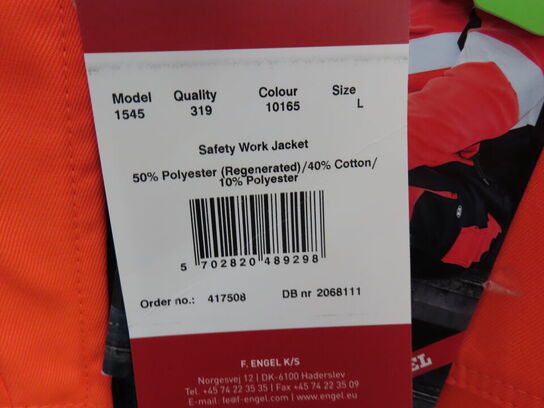 Model Quality Colour Size
1545 319 10165 L
Safety Work Jacket
50% Polyester (Regenerated)/40% Cotton/
10% Polyester
5 702820 489298
Order no.: 417508 DB nr 2068111
F. ENGEL K/S
Norgesvej 12 | DK-6100 Haderslev
Tel. +45 74 22 35 35 | Fax +45 74 22 35 09
E-mail: fe@f-engel.com | www.engel.eu